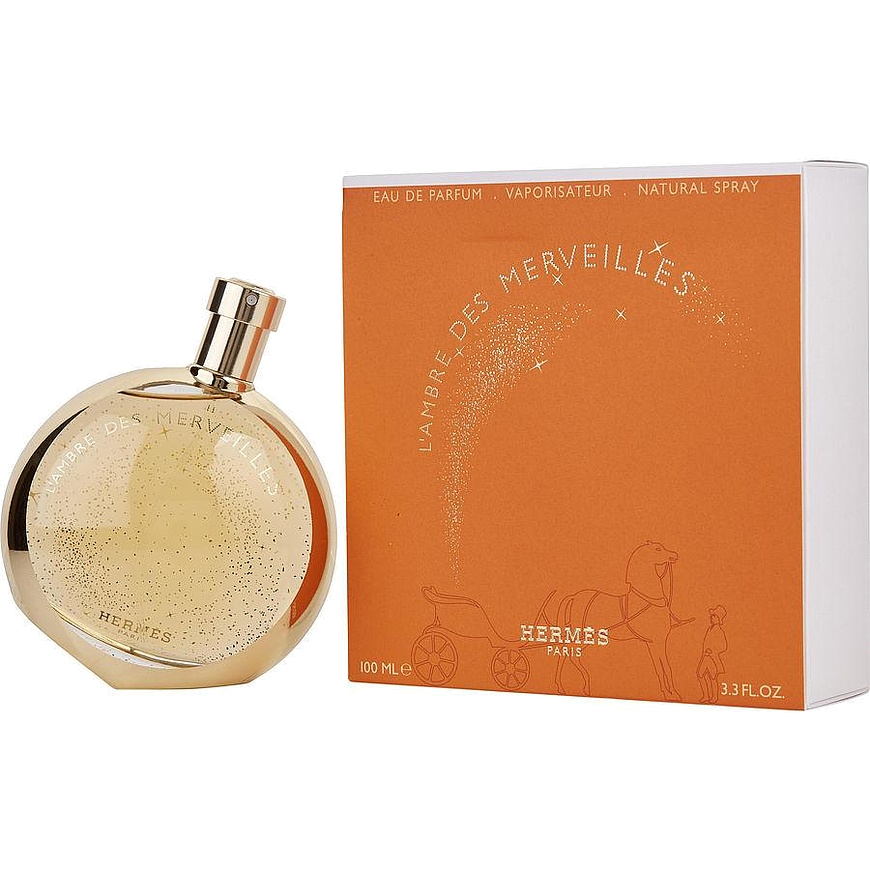 L'AMBRE DES MERVEILLES
HERMÈS
PARIS
EAU DE PARFUM . VAPORISATEUR . NATURAL SPRAY
L'AMBRE DES MERVEILLES
HERMÈS
PARIS
100 ML ℮
3.3 FL.OZ.